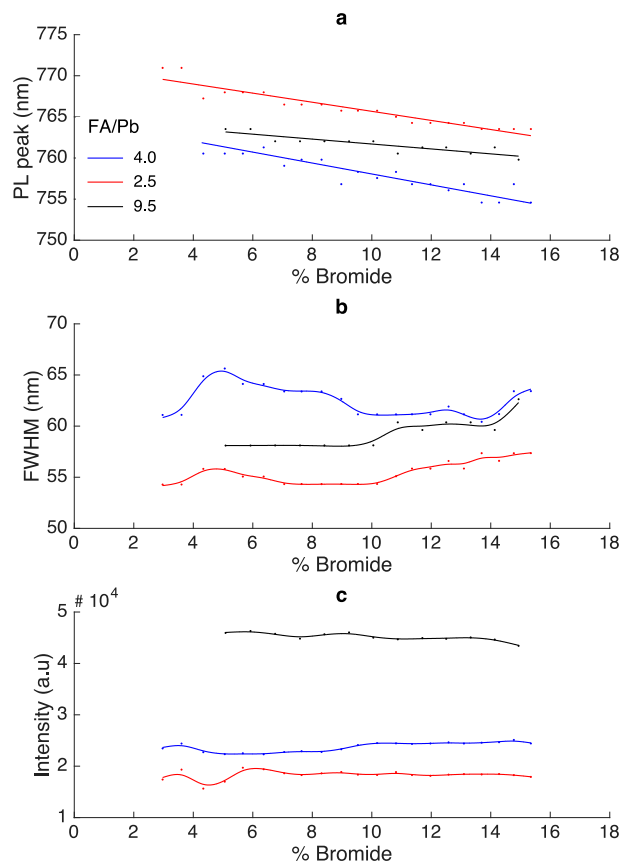 a
PL peak (nm)
775
770
765
760
755
750
FA/Pb
4.0
2.5
9.5
0 2 4 6 8 10 12 14 16 18
% Bromide
b
FWHM (nm)
70
65
60
55
50
0 2 4 6 8 10 12 14 16 18
% Bromide
c
# 10^4
Intensity (a.u)
5
4
3
2
1
0 2 4 6 8 10 12 14 16 18
% Bromide